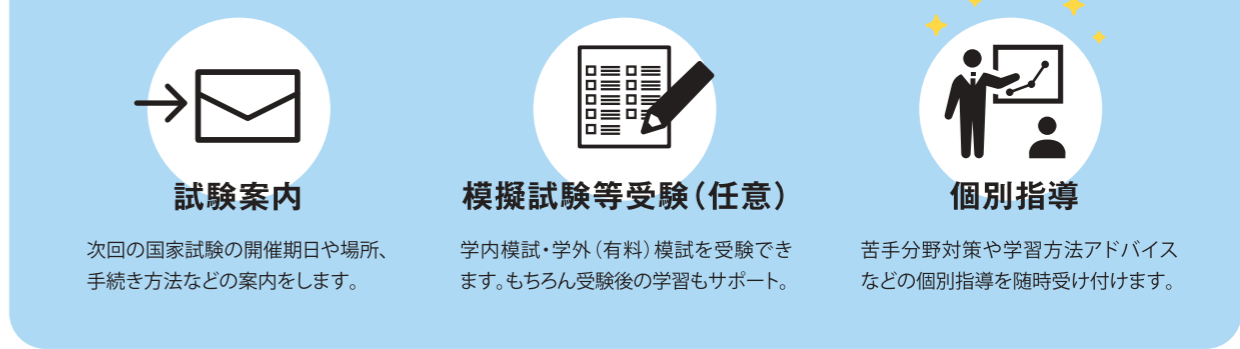 試験案内
次回の国家試験の開催期日や場所、
手続き方法などの案内をします。
模擬試験等受験(任意)
学内模試・学外(有料)模試を受験でき
ます。もちろん受験後の学習もサポート。
個別指導
苦手分野対策や学習方法アドバイス
などの個別指導を随時受け付けます。